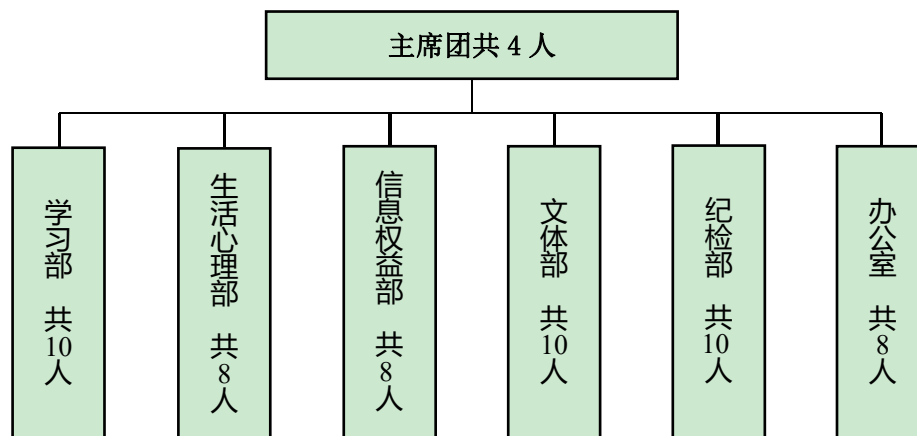 主席团共 4 人
学习部 共10人
生活心理部 共8人
信息权益部 共8人
文体部 共10人
纪检部 共10人
办公室 共8人